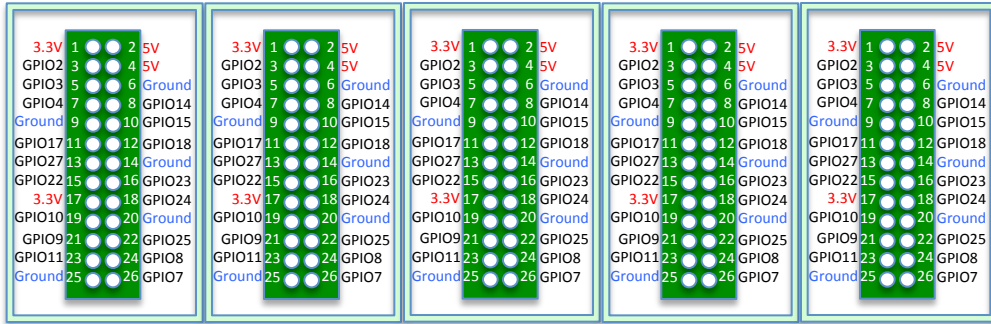 3.3V 1 2 5V
GPIO2 3 4 5V
GPIO3 5 6 Ground
GPIO4 7 8 GPIO14
Ground 9 10 GPIO15
GPIO17 11 12 GPIO18
GPIO27 13 14 Ground
GPIO22 15 16 GPIO23
3.3V 17 18 GPIO24
GPIO10 19 20 Ground
GPIO9 21 22 GPIO25
GPIO11 23 24 GPIO8
Ground 25 26 GPIO7
3.3V 1 2 5V
GPIO2 3 4 5V
GPIO3 5 6 Ground
GPIO4 7 8 GPIO14
Ground 9 10 GPIO15
GPIO17 11 12 GPIO18
GPIO27 13 14 Ground
GPIO22 15 16 GPIO23
3.3V 17 18 GPIO24
GPIO10 19 20 Ground
GPIO9 21 22 GPIO25
GPIO11 23 24 GPIO8
Ground 25 26 GPIO7
3.3V 1 2 5V
GPIO2 3 4 5V
GPIO3 5 6 Ground
GPIO4 7 8 GPIO14
Ground 9 10 GPIO15
GPIO17 11 12 GPIO18
GPIO27 13 14 Ground
GPIO22 15 16 GPIO23
3.3V 17 18 GPIO24
GPIO10 19 20 Ground
GPIO9 21 22 GPIO25
GPIO11 23 24 GPIO8
Ground 25 26 GPIO7
3.3V 1 2 5V
GPIO2 3 4 5V
GPIO3 5 6 Ground
GPIO4 7 8 GPIO14
Ground 9 10 GPIO15
GPIO17 11 12 GPIO18
GPIO27 13 14 Ground
GPIO22 15 16 GPIO23
3.3V 17 18 GPIO24
GPIO10 19 20 Ground
GPIO9 21 22 GPIO25
GPIO11 23 24 GPIO8
Ground 25 26 GPIO7
3.3V 1 2 5V
GPIO2 3 4 5V
GPIO3 5 6 Ground
GPIO4 7 8 GPIO14
Ground 9 10 GPIO15
GPIO17 11 12 GPIO18
GPIO27 13 14 Ground
GPIO22 15 16 GPIO23
3.3V 17 18 GPIO24
GPIO10 19 20 Ground
GPIO9 21 22 GPIO25
GPIO11 23 24 GPIO8
Ground 25 26 GPIO7